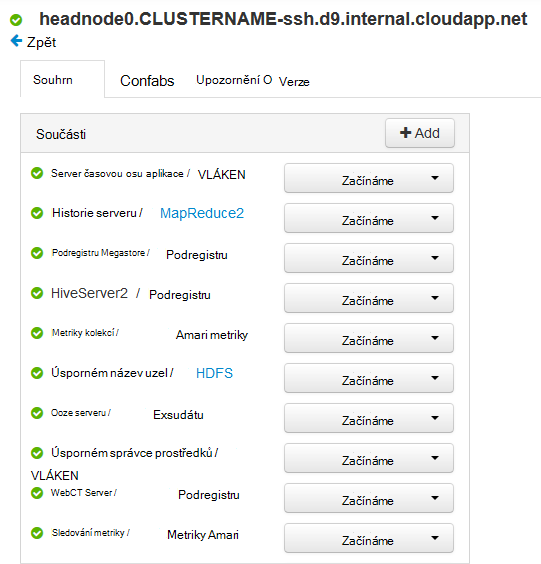 headnode0.CLUSTERNAME-ssh.d9.internal.cloudapp.net
Zpět
Souhrn Confabs Upozornění O Verze
Součásti Add
Server časovou osu aplikace / VLÁKEN Začínáme
Historie serveru / MapReduce2 Začínáme
Podregistru Megastore / Podregistru Začínáme
HiveServer2 / Podregistru Začínáme
Metriky kolekcí / Amari metriky Začínáme
Úsporném název uzel / HDFS Začínáme
Ooze serveru / Exsudátu Začínáme
Úsporném správce prostředků / Začínáme
VLÁKEN
WebCT Server / Podregistru Začínáme
Sledování metriky / Metriky Amari Začínáme